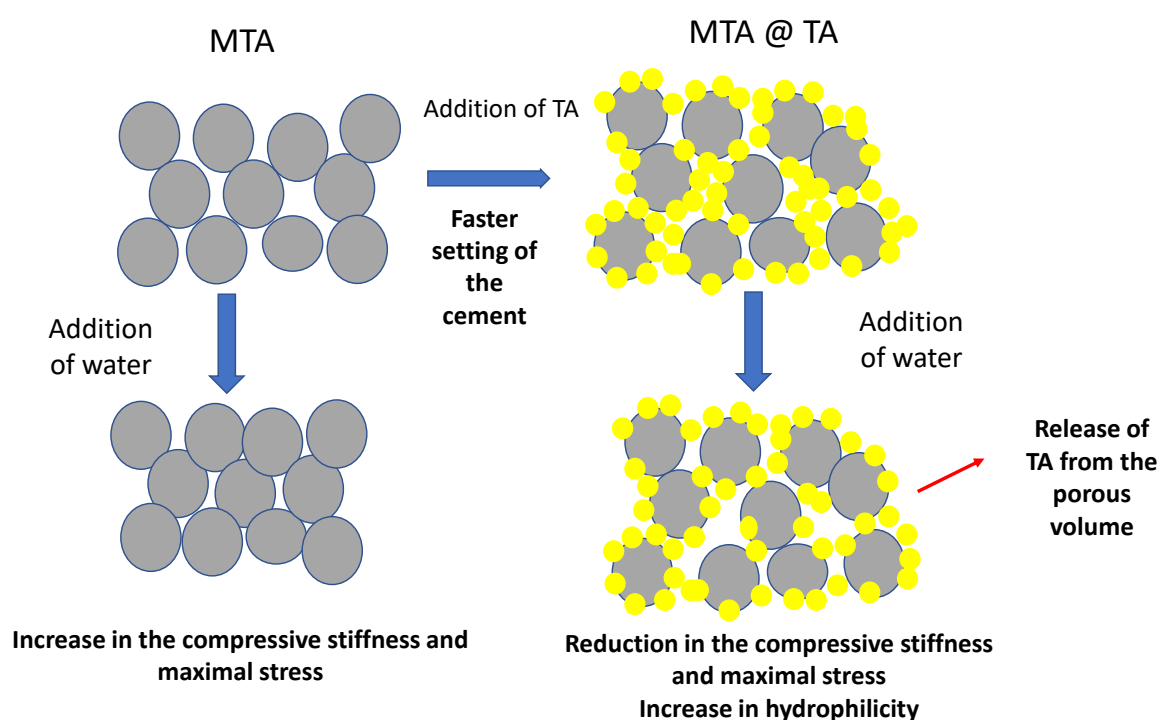 MTA
MTA @ TA
Addition of TA
Faster
setting of
the
cement
Addition
of water
Addition
of water
Release of
TA from the
porous
volume
Increase in the compressive stiffness and
maximal stress
Reduction in the compressive stiffness
and maximal stress
Increase in hydrophilicity